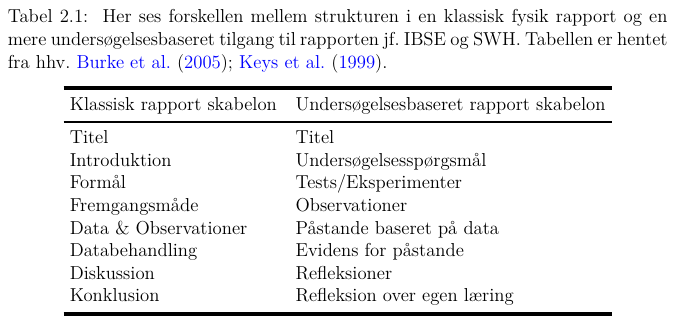 Tabel 2.1: Her ses forskellen mellem strukturen i en klassisk fysik rapport og en
mere undersøgelsesbaseret tilgang til rapporten jf. IBSE og SWH. Tabellen er hentet
fra hhv. Burke et al. (2005); Keys et al. (1999).
Klassisk rapport skabelon Undersøgelsesbaseret rapport skabelon
Titel Titel
Introduktion Undersøgelsesspørgsmål
Formål Tests/Eksperimenter
Fremgangsmåde Observationer
Data & Observationer Påstande baseret på data
Databehandling Evidens for påstande
Diskussion Refleksioner
Konklusion Refleksion over egen læring